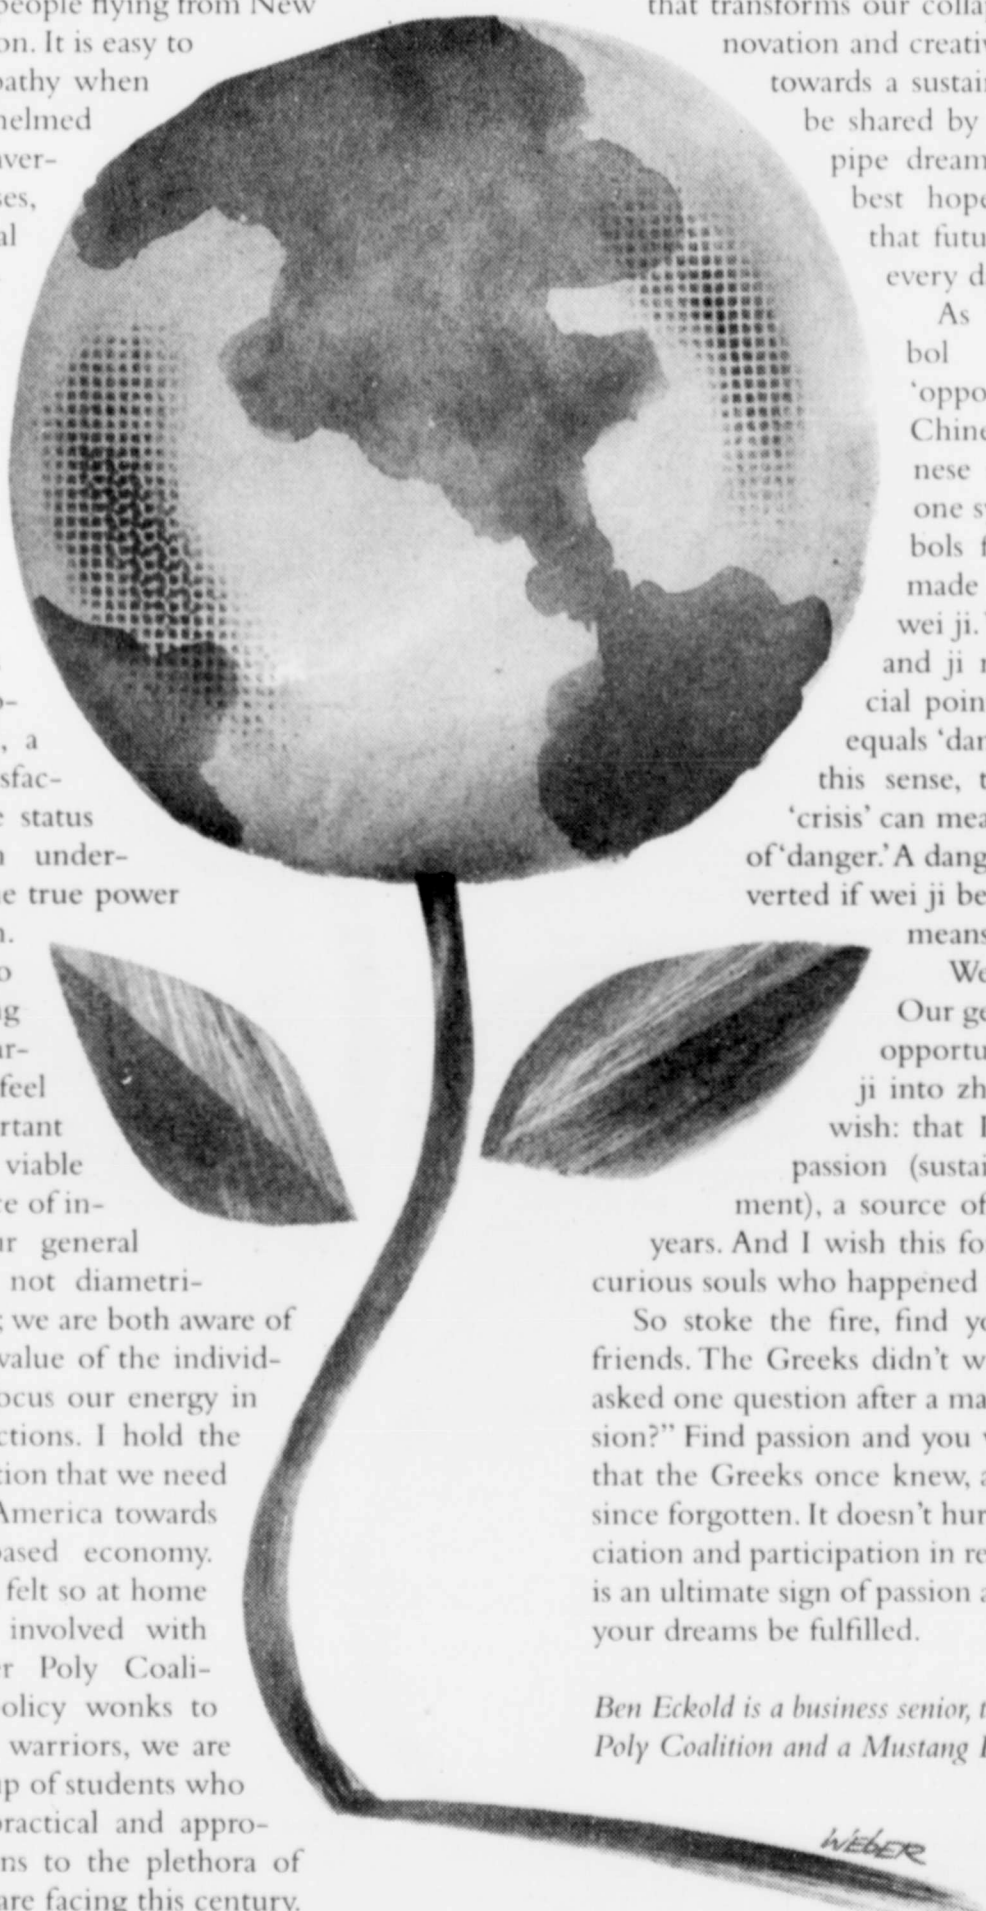 people flying from New
on. It is easy to
pathy when
helmed
aver-
ses,
al
o-
, a
sfac-
e status
n under-
e true power
n.
o
ng
ar-
feel
rtant
viable
ce of in-
ur general
not diametri-
; we are both aware of
value of the individ-
ocus our energy in
ctions. I hold the
tion that we need
America towards
based economy.
felt so at home
involved with
r Poly Coali-
policy wonks to
warriors, we are
up of students who
practical and appro-
ns to the plethora of
are facing this century.
that transforms our colla
novation and creativ
towards a sustain
be shared by
pipe dream
best hope
that futu
every d
As
bol
‘oppo
Chine
nese
one s
bols f
made
wei ji.
and ji
cial poin
equals ‘dan
this sense, t
‘crisis’ can mea
of ‘danger.’ A dang
verted if wei ji be
means
We
Our ge
opportu
ji into zh
wish: that I
passion (sustai
ment), a source of
years. And I wish this fo
curious souls who happened
So stoke the fire, find yo
friends. The Greeks didn’t w
asked one question after a ma
sion?” Find passion and you
that the Greeks once knew, a
since forgotten. It doesn’t hur
ciation and participation in re
is an ultimate sign of passion a
your dreams be fulfilled.
Ben Eckold is a business senior, t
Poly Coalition and a Mustang
WEBER